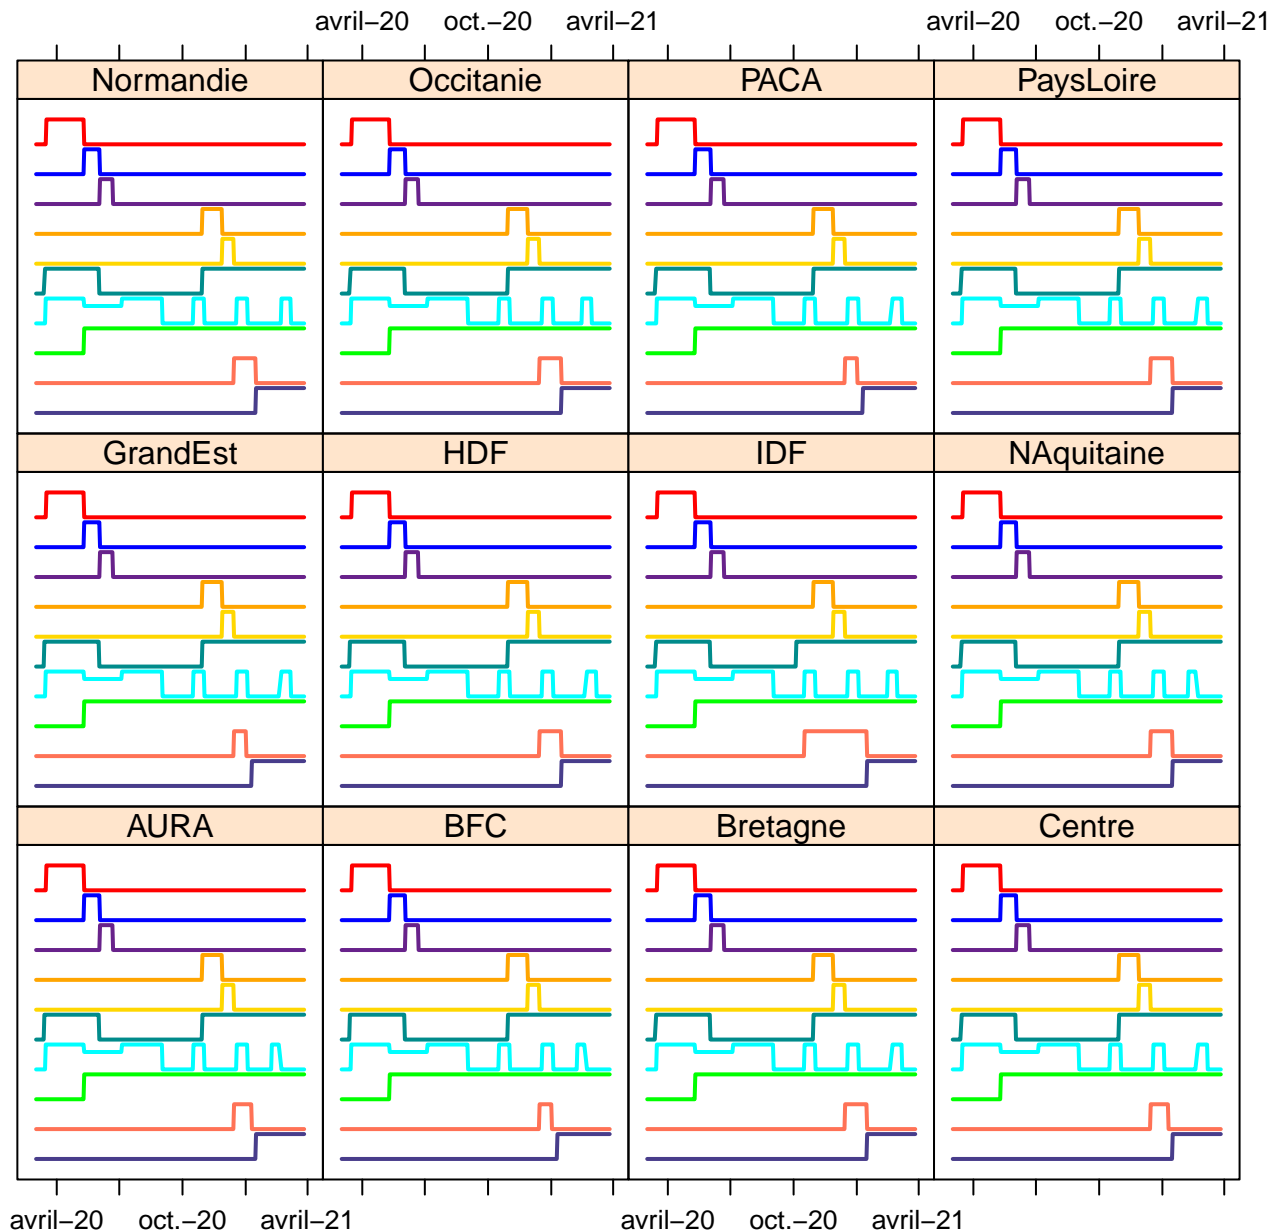 avril–20 oct.–20 avril–21 avril–20 oct.–20 avril–21
Normandie Occitanie PACA PaysLoire
GrandEst HDF IDF NAquitaine
AURA BFC Bretagne Centre
avril–20 oct.–20 avril–21 avril–20 oct.–20 avril–21